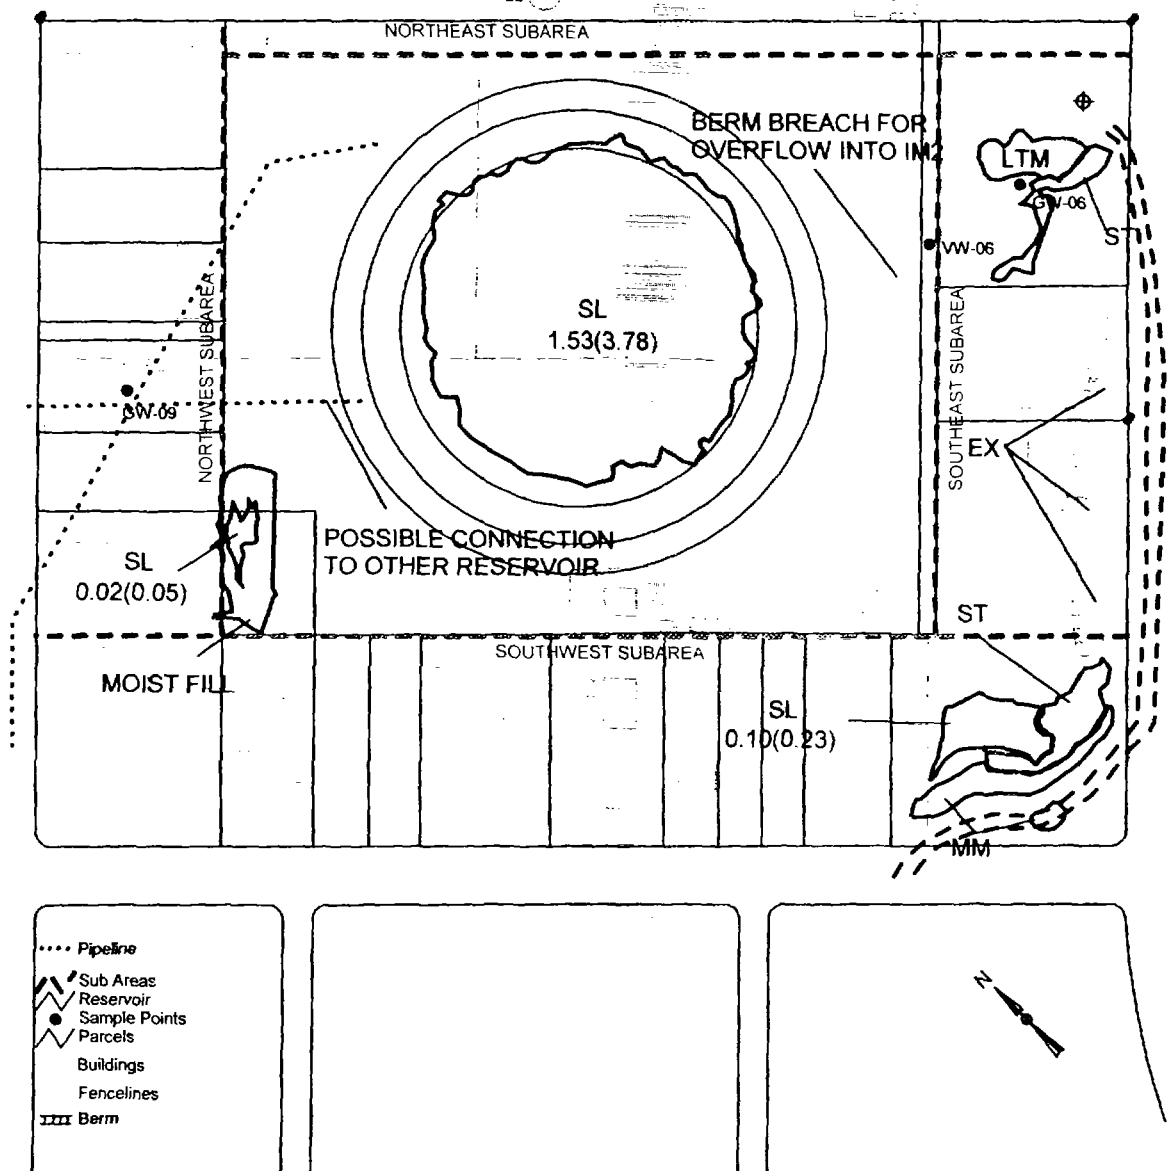 NORTHEAST SUBAREA
BERM BREACH FOR
OVERFLOW INTO IM2
LTM
GW-06
ST
VW-06
NORTHWEST SUBAREA
SL
1.53(3.78)
SOUTHEAST SUBAREA
GW-09
EX
POSSIBLE CONNECTION
TO OTHER RESERVOIR
SL
0.02(0.05)
ST
SOUTHWEST SUBAREA
MOIST FILL
SL
0.10(0.23)
MM
Pipeline
Sub Areas
Reservoir
Sample Points
Parcels
Buildings
Fencelines
Berm
N